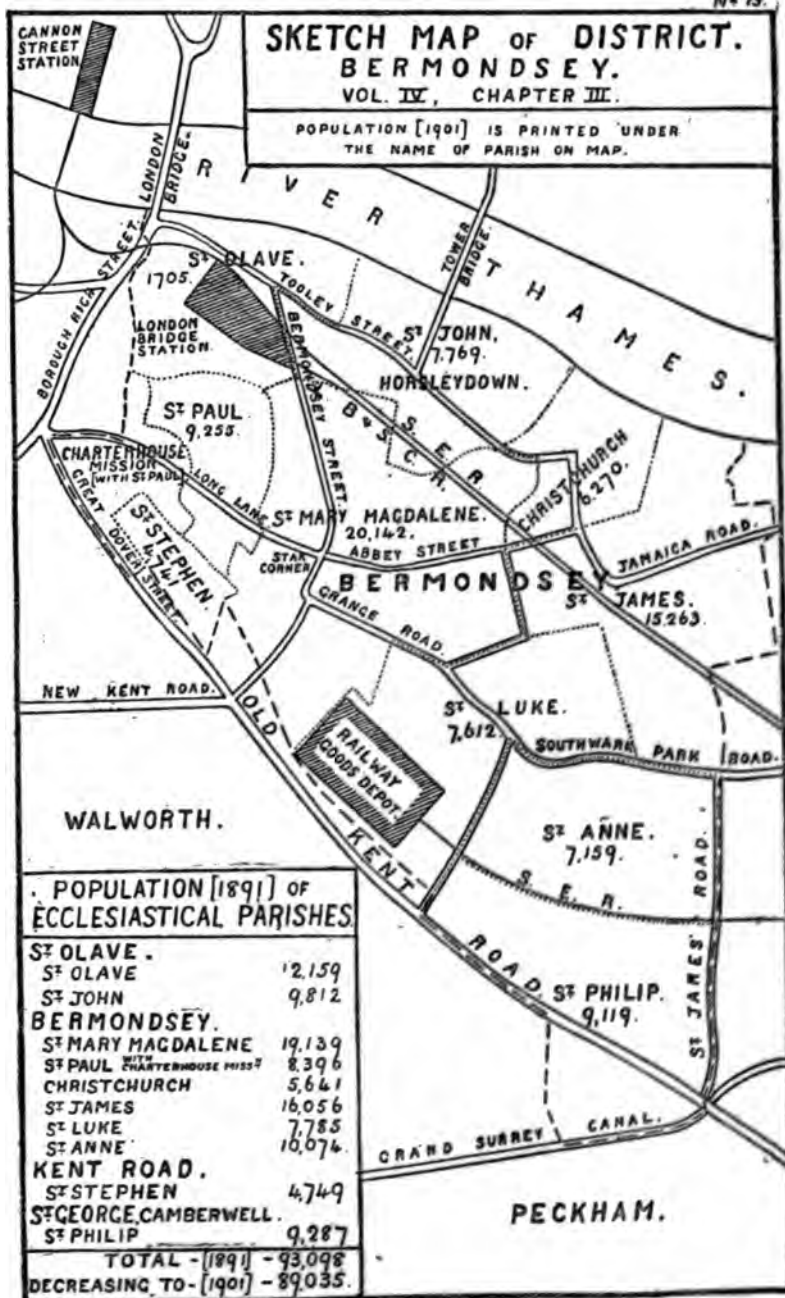 No 15.
CANNON
STREET
STATION
SKETCH MAP OF DISTRICT.
BERMONDSEY.
VOL. IV, CHAPTER III.
POPULATION [1901] IS PRINTED UNDER
THE NAME OF PARISH ON MAP.
LONDON
BRIDGE.
RIVER THAMES.
TOWER
BRIDGE.
BOROUGH HIGH STREET.
ST OLAVE.
1705.
TOOLEY STREET.
LONDON
BRIDGE
STATION.
ST JOHN,
7,769.
HORSLEYDOWN.
BERMONDSEY STREET.
S. E. R.
B & S. C. R.
ST PAUL
9,255.
CHRISTCHURCH
6,270.
CHARTERHOUSE
MISSION
[WITH ST PAUL]
LONG LANE
GREAT DOVER STREET.
ST STEPHEN.
4,741
ST MARY MAGDALENE.
20,142.
ABBEY STREET
STAR
CORNER
JAMAICA ROAD.
BERMONDSEY
ST JAMES.
15,263.
GRANGE ROAD
NEW KENT ROAD.
OLD KENT ROAD.
ST LUKE.
7,612.
SOUTHWARK PARK ROAD.
RAILWAY
GOODS DEPOT.
WALWORTH.
ST ANNE.
7,159.
S. E. R.
ST JAMES' ROAD.
ST PHILIP.
9,119.
GRAND SURREY CANAL.
PECKHAM.
POPULATION [1891] OF
ECCLESIASTICAL PARISHES
ST OLAVE.
ST OLAVE 2,159
ST JOHN 9,812
BERMONDSEY.
ST MARY MAGDALENE 19,139
ST PAUL WITH CHARTERHOUSE MISSN 8,396
CHRISTCHURCH 5,641
ST JAMES 16,056
ST LUKE 7,785
ST ANNE 10,074.
KENT ROAD.
ST STEPHEN 4,749
ST GEORGE, CAMBERWELL.
ST PHILIP 9,287
TOTAL - [1891] - 93,098
DECREASING TO - [1901] - 89,035.